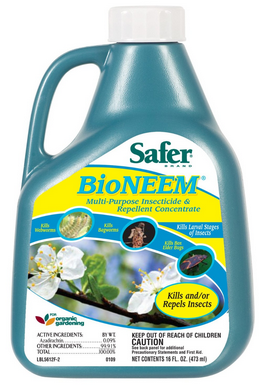 Safer®
BRAND
BioNEEM®
Multi-Purpose Insecticide &
Repellent Concentrate
Kills
Webworms
Kills
Bagworms
Kills Larval Stages
of Insects
Kills Box
Elder Bugs
Kills and/or
Repels Insects
FOR
organic
gardening
ACTIVE INGREDIENTS: BY WT.
Azadirachtin 0.09%
OTHER INGREDIENTS: 99.91%
TOTAL 100.00%
LBL5612F-2 0109
KEEP OUT OF REACH OF CHILDREN
CAUTION
See back panel for additional
Precautionary Statements and First Aid.
CONTENTS 16 FL. OZ. (473 ml)